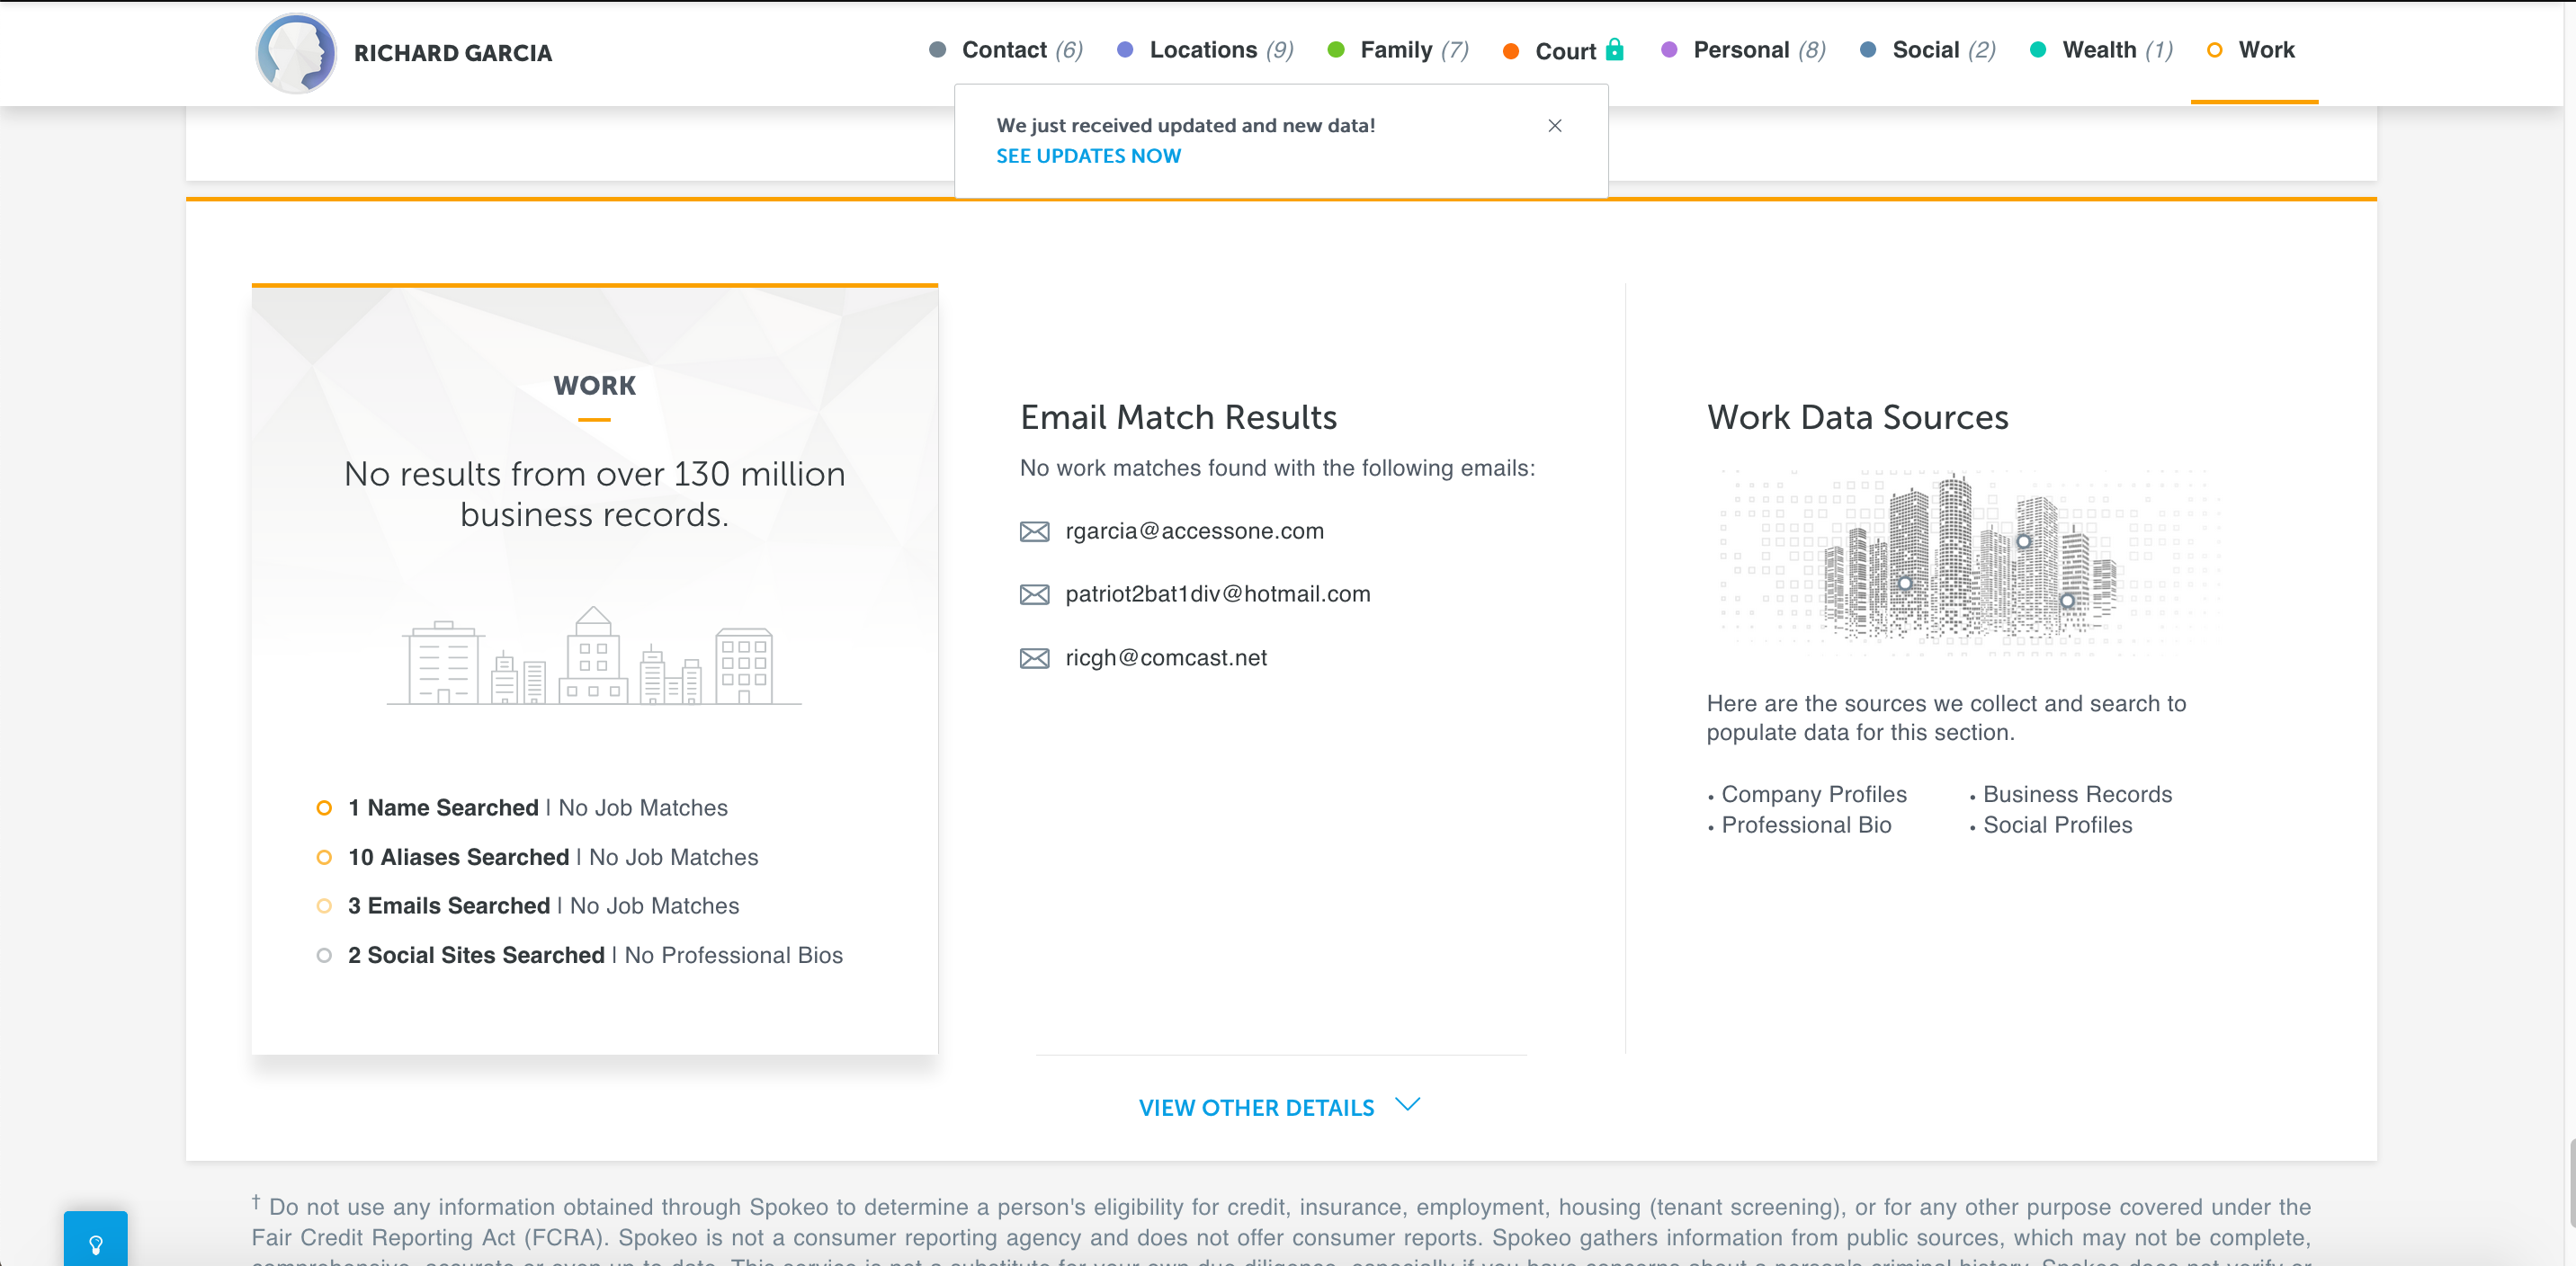 RICHARD GARCIA
Contact (6)
Locations (9)
Family (7)
Court
Personal (8)
Social (2)
Wealth (1)
Work
We just received updated and new data!
SEE UPDATES NOW
WORK
No results from over 130 million
business records.
1 Name Searched | No Job Matches
10 Aliases Searched | No Job Matches
3 Emails Searched | No Job Matches
2 Social Sites Searched | No Professional Bios
Email Match Results
No work matches found with the following emails:
rgarcia@accessone.com
patriot2bat1div@hotmail.com
ricgh@comcast.net
Work Data Sources
Here are the sources we collect and search to
populate data for this section.
• Company Profiles
• Professional Bio
• Business Records
• Social Profiles
VIEW OTHER DETAILS
† Do not use any information obtained through Spokeo to determine a person's eligibility for credit, insurance, employment, housing (tenant screening), or for any other purpose covered under the
Fair Credit Reporting Act (FCRA). Spokeo is not a consumer reporting agency and does not offer consumer reports. Spokeo gathers information from public sources, which may not be complete,